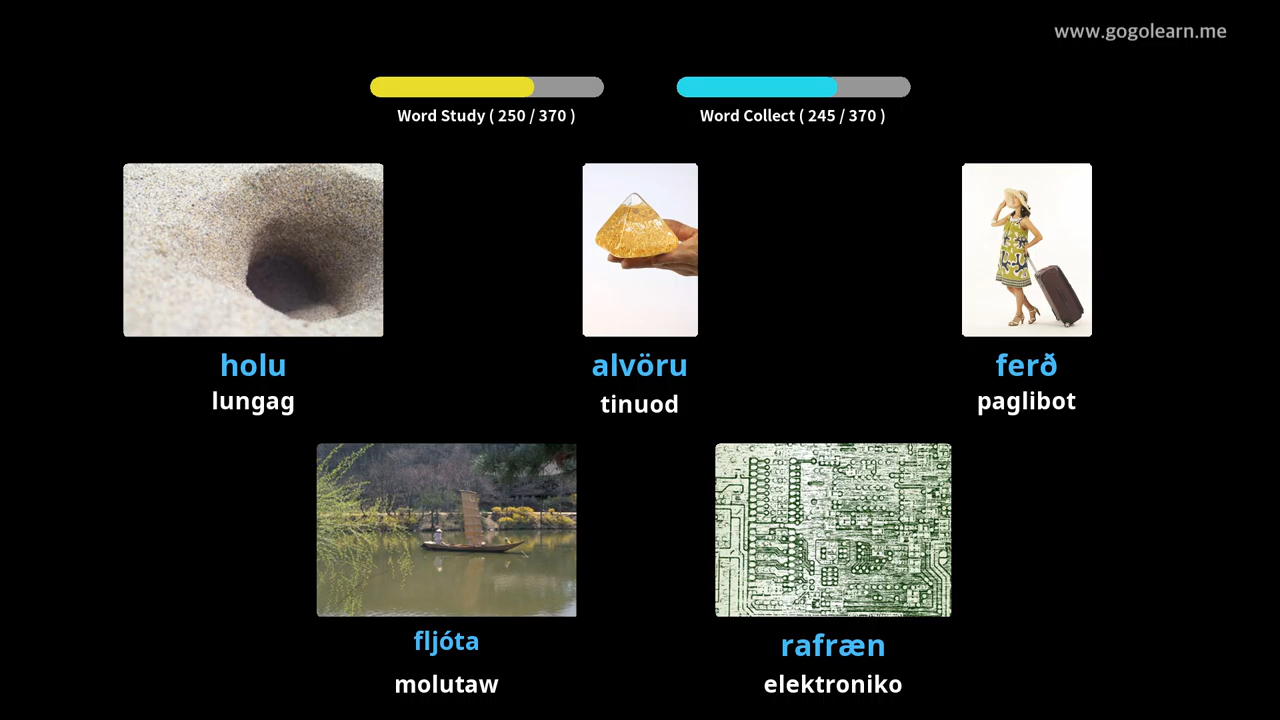 www.gogolearn.me
Word Study ( 250 / 370 )
Word Collect ( 245 / 370 )
holu
lungag
alvöru
tinuod
ferð
paglibot
fljóta
molutaw
rafræn
elektroniko